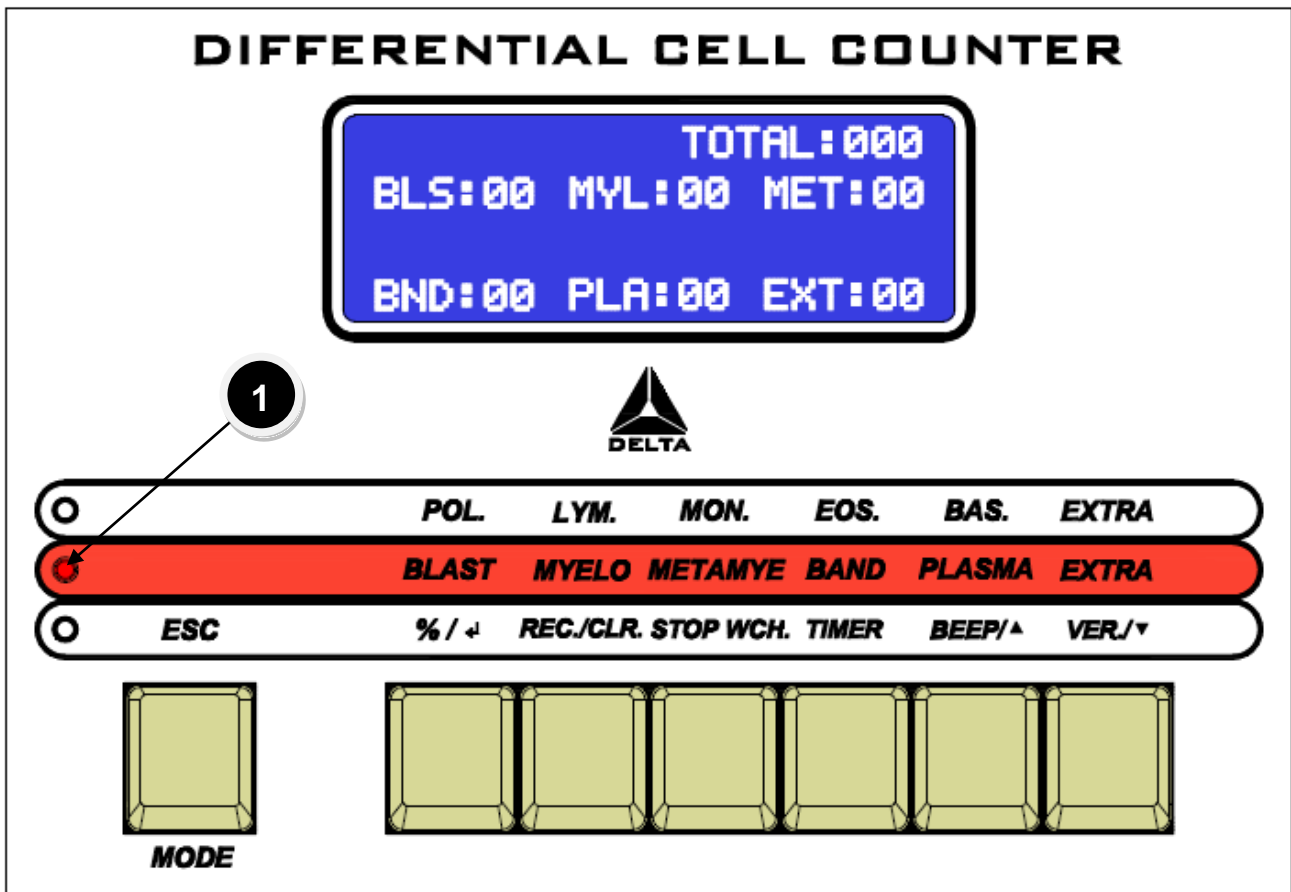 DIFFERENTIAL CELL COUNTER
TOTAL:000
BLS:00 MYL:00 MET:00
BND:00 PLA:00 EXT:00
1
DELTA
POL. LYM. MON. EOS. BAS. EXTRA
BLAST MYELO METAMYE BAND PLASMA EXTRA
ESC % / ↲ REC./CLR. STOP WCH. TIMER BEEP/▲ VER./▼
MODE